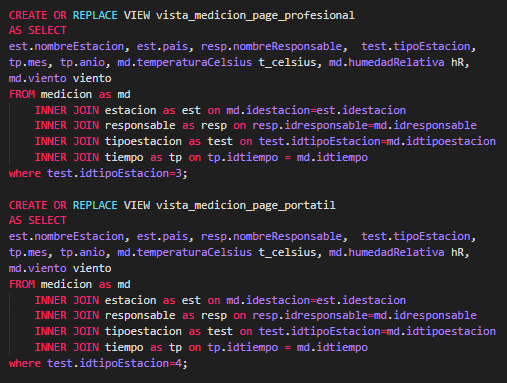 CREATE OR REPLACE VIEW vista_medicion_page_profesional
AS SELECT
est.nombreEstacion, est.pais, resp.nombreResponsable,  test.tipoEstacion,
tp.mes, tp.anio, md.temperaturaCelsius t_celsius, md.humedadRelativa hR,
md.viento viento
FROM medicion as md
    INNER JOIN estacion as est on md.idestacion=est.idestacion
    INNER JOIN responsable as resp on resp.idresponsable=md.idresponsable
    INNER JOIN tipoestacion as test on test.idtipoEstacion=md.idtipoestacion
    INNER JOIN tiempo as tp on tp.idtiempo = md.idtiempo
where test.idtipoEstacion=3;
CREATE OR REPLACE VIEW vista_medicion_page_portatil
AS SELECT
est.nombreEstacion, est.pais, resp.nombreResponsable,  test.tipoEstacion,
tp.mes, tp.anio, md.temperaturaCelsius t_celsius, md.humedadRelativa hR,
md.viento viento
FROM medicion as md
    INNER JOIN estacion as est on md.idestacion=est.idestacion
    INNER JOIN responsable as resp on resp.idresponsable=md.idresponsable
    INNER JOIN tipoestacion as test on test.idtipoEstacion=md.idtipoestacion
    INNER JOIN tiempo as tp on tp.idtiempo = md.idtiempo
where test.idtipoEstacion=4;